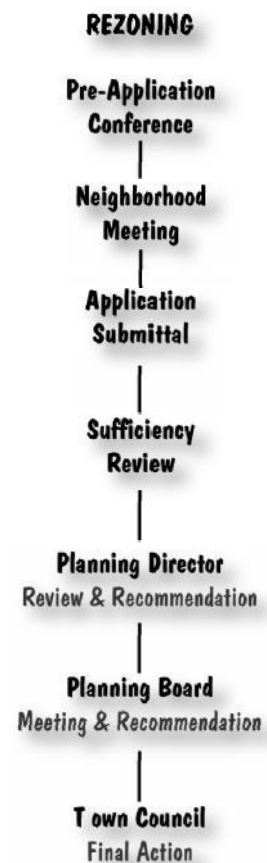 REZONING
Pre-Application
Conference
Neighborhood
Meeting
Application
Submittal
Sufficiency
Review
Planning Director
Review & Recommendation
Planning Board
Meeting & Recommendation
Town Council
Final Action